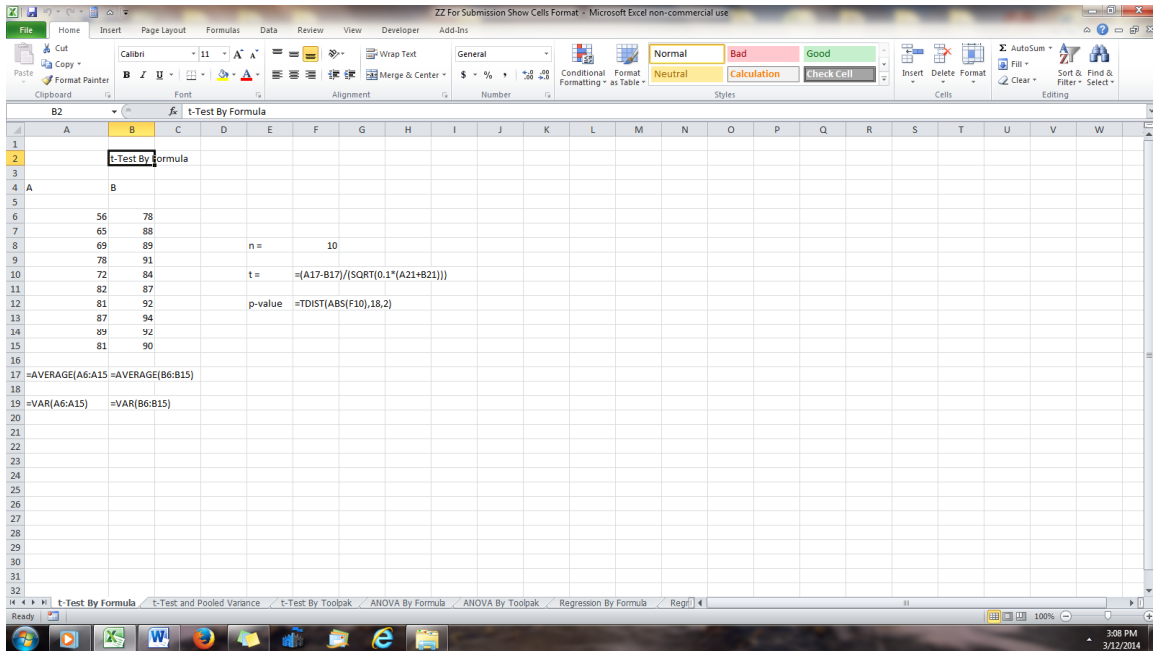 ZZ For Submission Show Cells Format - Microsoft Excel non-commercial use
File Home Insert Page Layout Formulas Data Review View Developer Add-Ins
Paste
Cut
Copy
Format Painter
Clipboard
Calibri 11 A A
B I U A
Font
Wrap Text
Merge & Center
Alignment
General
$ % , .0 .00 .00 .0
Number
Conditional Formatting
Format as Table
Normal Bad Good
Neutral Calculation Check Cell
Styles
Insert Delete Format
Cells
Σ AutoSum
Fill
Clear
Sort & Filter
Find & Select
Editing
B2 fx t-Test By Formula
A B C D E F G H I J K L M N O P Q R S T U V W
1
2 t-Test By Formula
3
4 A B
5
6 56 78
7 65 88
8 69 89 n = 10
9 78 91
10 72 84 t = =(A17-B17)/(SQRT(0.1*(A21+B21)))
11 82 87
12 81 92 p-value =TDIST(ABS(F10),18,2)
13 87 94
14 89 92
15 81 90
16
17 =AVERAGE(A6:A15 =AVERAGE(B6:B15)
18
19 =VAR(A6:A15) =VAR(B6:B15)
20
21
22
23
24
25
26
27
28
29
30
31
32
t-Test By Formula t-Test and Pooled Variance t-Test By Toolpak ANOVA By Formula ANOVA By Toolpak Regression By Formula Regr
Ready 100%
3:08 PM
3/12/2014